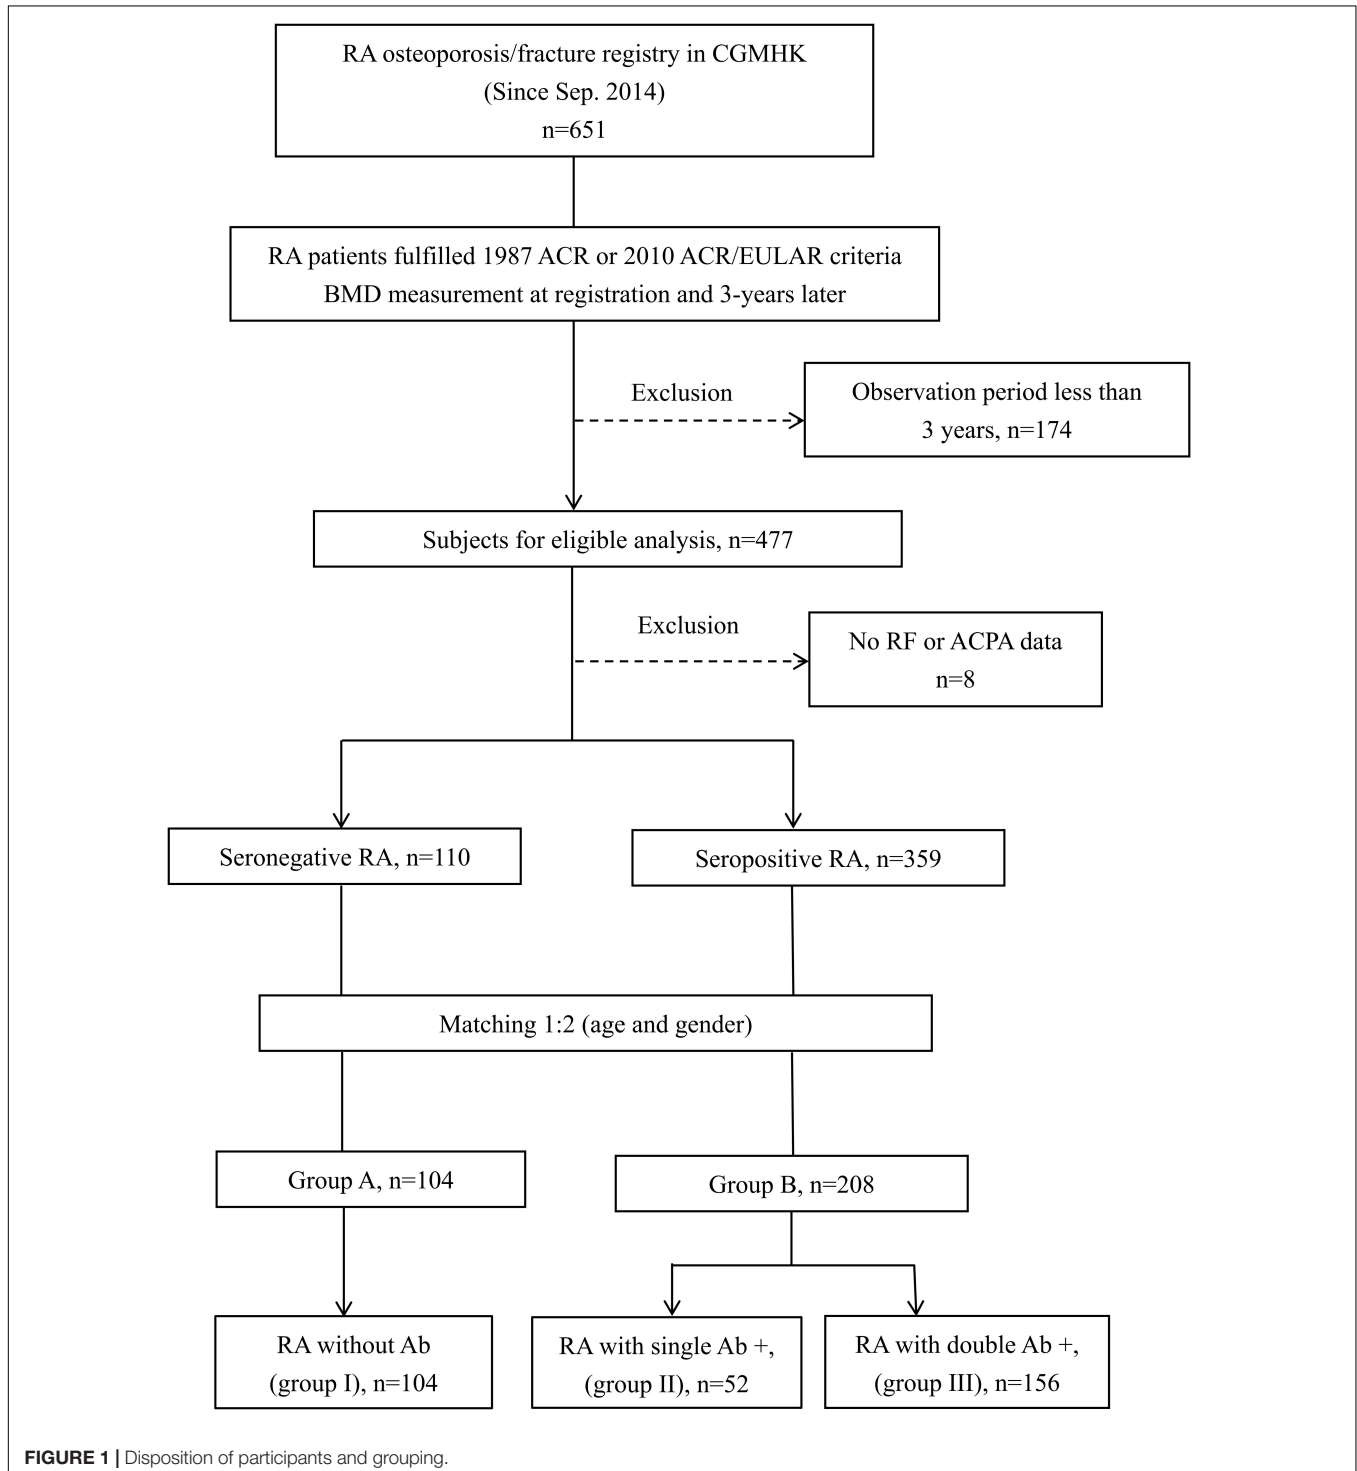 RA osteoporosis/fracture registry in CGMHK
(Since Sep. 2014)
n=651
RA patients fulfilled 1987 ACR or 2010 ACR/EULAR criteria
BMD measurement at registration and 3-years later
Exclusion
Observation period less than
3 years, n=174
Subjects for eligible analysis, n=477
Exclusion
No RF or ACPA data
n=8
Seronegative RA, n=110
Seropositive RA, n=359
Matching 1:2 (age and gender)
Group A, n=104
Group B, n=208
RA without Ab
(group I), n=104
RA with single Ab +,
(group II), n=52
RA with double Ab +,
(group III), n=156
FIGURE 1 | Disposition of participants and grouping.